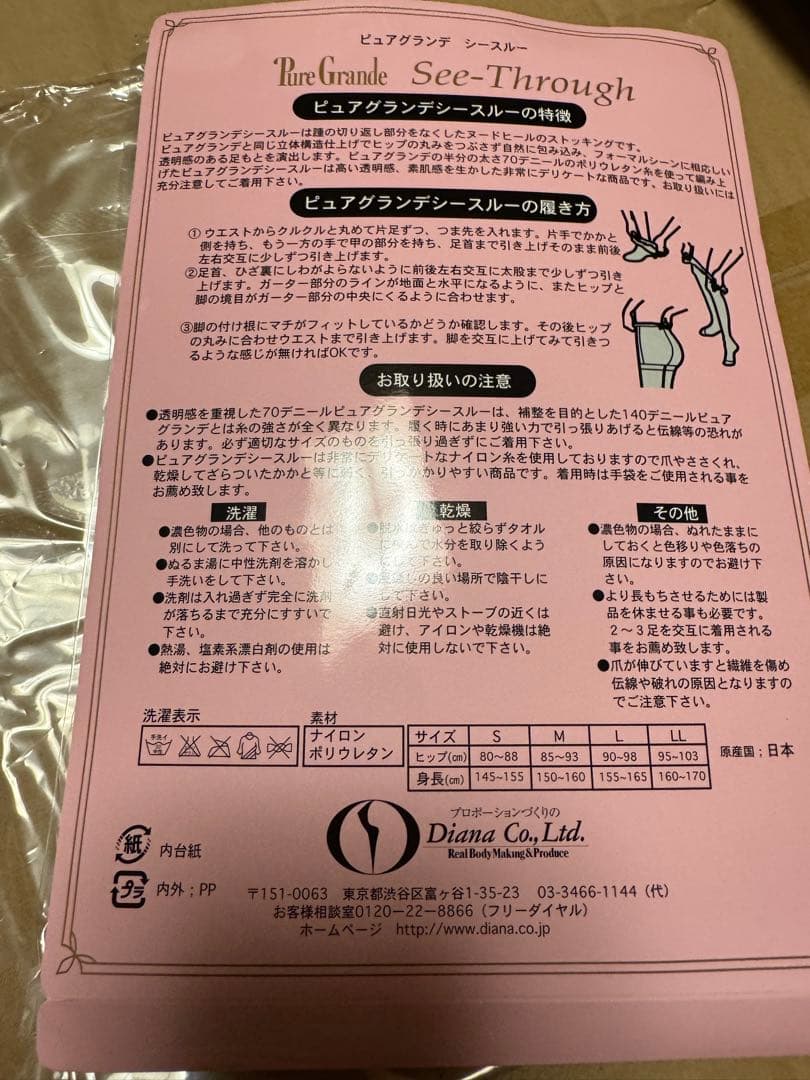 ピュアグランデ シースルー
Pure Grande See-Through
ピュアグランデシースルーの特徴
ピュアグランデシースルーは踵の切り返し部分をなくしたヌードヒールのストッキングです。
ピュアグランデと同じ立体構造仕上げでヒップの丸みをつぶさず自然に包み込み、フォーマルシーンに相応しい
透明感のある足もとを演出します。ピュアグランデの半分の太さ70デニールのポリウレタン糸を使って編み上
げたピュアグランデシースルーは高い透明感、素肌感を生かした非常にデリケートな商品です、お取り扱いには
充分注意してご着用下さい。
ピュアグランデシースルーの履き方
①ウエストからクルクルと丸めて片足ずつ、つま先を入れます。片手でかかと
側を持ち、もう一方の手で甲の部分を持ち、足首まで引き上げそのまま前後
左右交互に少しずつ引き上げます。
②足首、ひざ裏にしわがよらないように前後左右交互に太股まで少しずつ引き
上げます。ガーター部分のラインが地面と水平になるように、またヒップと
脚の境目がガーター部分の中央にくるように合わせます。
③脚の付け根にマチがフィットしているかどうか確認します。その後ヒップ
の丸みに合わせウエストまで引き上げます。脚を交互に上げてみて引きつ
るような感じが無ければOKです。
お取り扱いの注意
●透明感を重視した70デニールピュアグランデシースルーは、補整を目的とした140デニールピュア
グランデとは糸の強さが全く異なります。履く時にあまり強い力で引っ張りあげると伝線等の恐れが
あります。必ず適切なサイズのものを引っ張り過ぎずにご着用下さい。
●ピュアグランデシースルーは非常にデリケートなナイロン糸を使用しておりますので爪やささくれ、
乾燥してざらついたかかと等に弱く、引っかかりやすい商品です。着用時は手袋をご使用される事を
お薦め致します。
洗濯
●濃色物の場合、他のものとは
別にして洗って下さい。
●ぬるま湯に中性洗剤を溶かし
手洗いをして下さい。
●洗剤は入れ過ぎず完全に洗剤
が落ちるまで充分にすすいで
下さい。
●熱湯、塩素系漂白剤の使用は
絶対にお避け下さい。
乾燥
ぎゅっと絞らずタオル
で水分を取り除くよう
にして下さい。
の良い場所で陰干しに
して下さい。
●直射日光やストーブの近くは
避け、アイロンや乾燥機は絶
対に使用しないで下さい。
その他
●濃色物の場合、ぬれたままに
しておくと色移りや色落ちの
原因になりますのでお避け下
さい。
●より長もちさせるためには製
品を休ませる事も必要です。
2～3足を交互に着用される
事をお薦め致します。
●爪が伸びていますと繊維を傷め
伝線や破れの原因となりますの
でご注意下さい。
洗濯表示
手洗イ
素材
ナイロン
ポリウレタン
サイズ S M L LL
ヒップ(cm) 80~88 85~93 90~98 95~103
身長(cm) 145~155 150~160 155~165 160~170
原産国；日本
プロポーションづくりの
Diana Co., Ltd.
Real Body Making & Produce
紙 内台紙
プラ 内外；PP
〒151-0063 東京都渋谷区富ヶ谷1-35-23 03-3466-1144（代）
お客様相談室0120-22-8866（フリーダイヤル）
ホームページ http://www.diana.co.jp